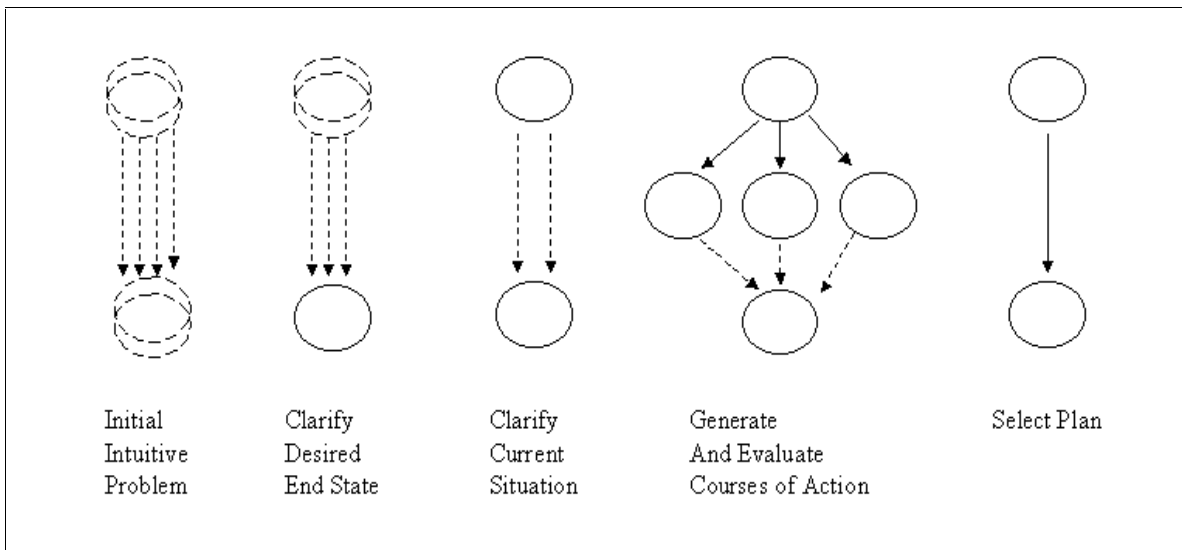 Initial
Intuitive
Problem
Clarify
Desired
End State
Clarify
Current
Situation
Generate
And Evaluate
Courses of Action
Select Plan